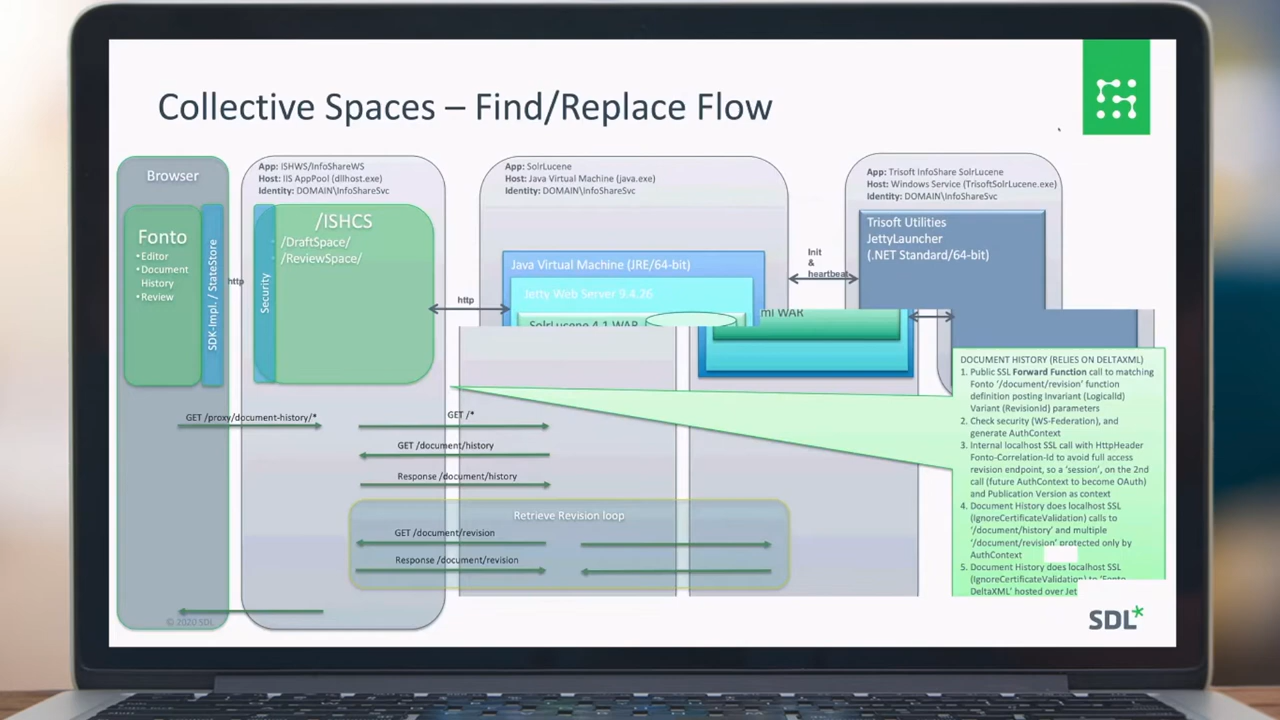 Collective Spaces – Find/Replace Flow
Browser
Fonto
•Editor
•Document
History
•Review
SDK-Impl. / StateStore
http
App: ISHWS/InfoShareWS
Host: IIS AppPool (dllhost.exe)
Identity: DOMAIN\InfoShareSvc
Security
/ISHCS
/DraftSpace/
/ReviewSpace/
http
App: SolrLucene
Host: Java Virtual Machine (java.exe)
Identity: DOMAIN\InfoShareSvc
Java Virtual Machine (JRE/64-bit)
Jetty Web Server 9.4.26
SolrLucene 4.1 WAR
ml WAR
Init
&
heartbeat
App: Trisoft InfoShare SolrLucene
Host: Windows Service (TrisoftSolrLucene.exe)
Identity: DOMAIN\InfoShareSvc
Trisoft Utilities
JettyLauncher
(.NET Standard/64-bit)
GET /proxy/document-history/*
GET /*
GET /document/history
Response /document/history
Retrieve Revision loop
GET /document/revision
Response /document/revision
DOCUMENT HISTORY (RELIES ON DELTAXML)
1. Public SSL Forward Function call to matching
Fonto '/document/revision' function
definition posting Invariant (LogicalId)
Variant (RevisionId) parameters
2. Check security (WS-Federation), and
generate AuthContext
3. Internal localhost SSL call with HttpHeader
Fonto-Correlation-Id to avoid full access
revision endpoint, so a 'session', on the 2nd
call (future AuthContext to become OAuth)
and Publication Version as context
4. Document History does localhost SSL
(IgnoreCertificateValidation) calls to
'/document/history' and multiple
'/document/revision' protected only by
AuthContext
5. Document History does localhost SSL
(IgnoreCertificateValidation) to 'Fonto
DeltaXML' hosted over Jet
© 2020 SDL
SDL*